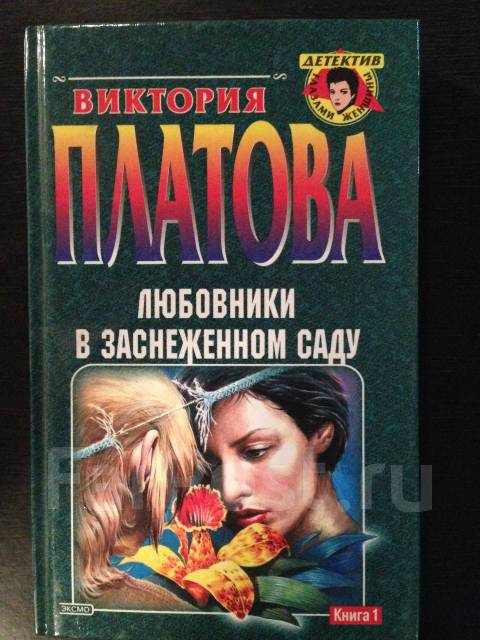 ДЕТЕКТИВ
ГЛАЗАМИ ЖЕНЩИНЫ
ВИКТОРИЯ
ПЛАТОВА
ЛЮБОВНИКИ
В ЗАСНЕЖЕННОМ САДУ
ЭКСМО
Книга 1